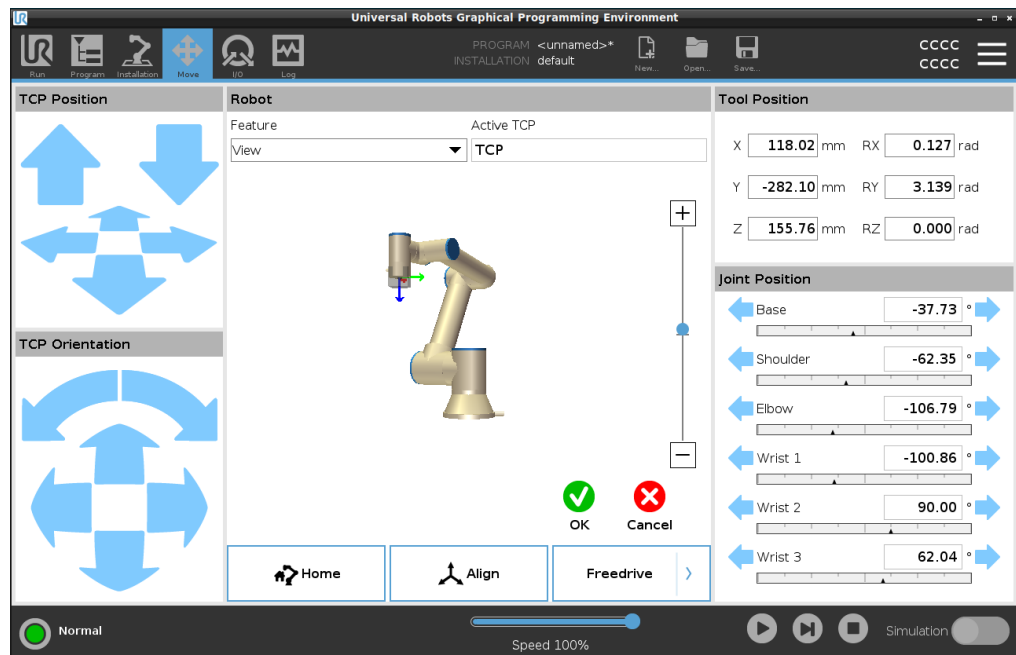 Universal Robots Graphical Programming Environment
UR
Run
Program
Installation
Move
I/O
Log
PROGRAM <unnamed>*
INSTALLATION default
New...
Open...
Save...
CCCC
CCCC
TCP Position
TCP Orientation
Robot
Feature
View
Active TCP
TCP
OK
Cancel
Home
Align
Freedrive
Tool Position
X 118.02 mm RX 0.127 rad
Y -282.10 mm RY 3.139 rad
Z 155.76 mm RZ 0.000 rad
Joint Position
Base -37.73 °
Shoulder -62.35 °
Elbow -106.79 °
Wrist 1 -100.86 °
Wrist 2 90.00 °
Wrist 3 62.04 °
Normal
Speed 100%
Simulation